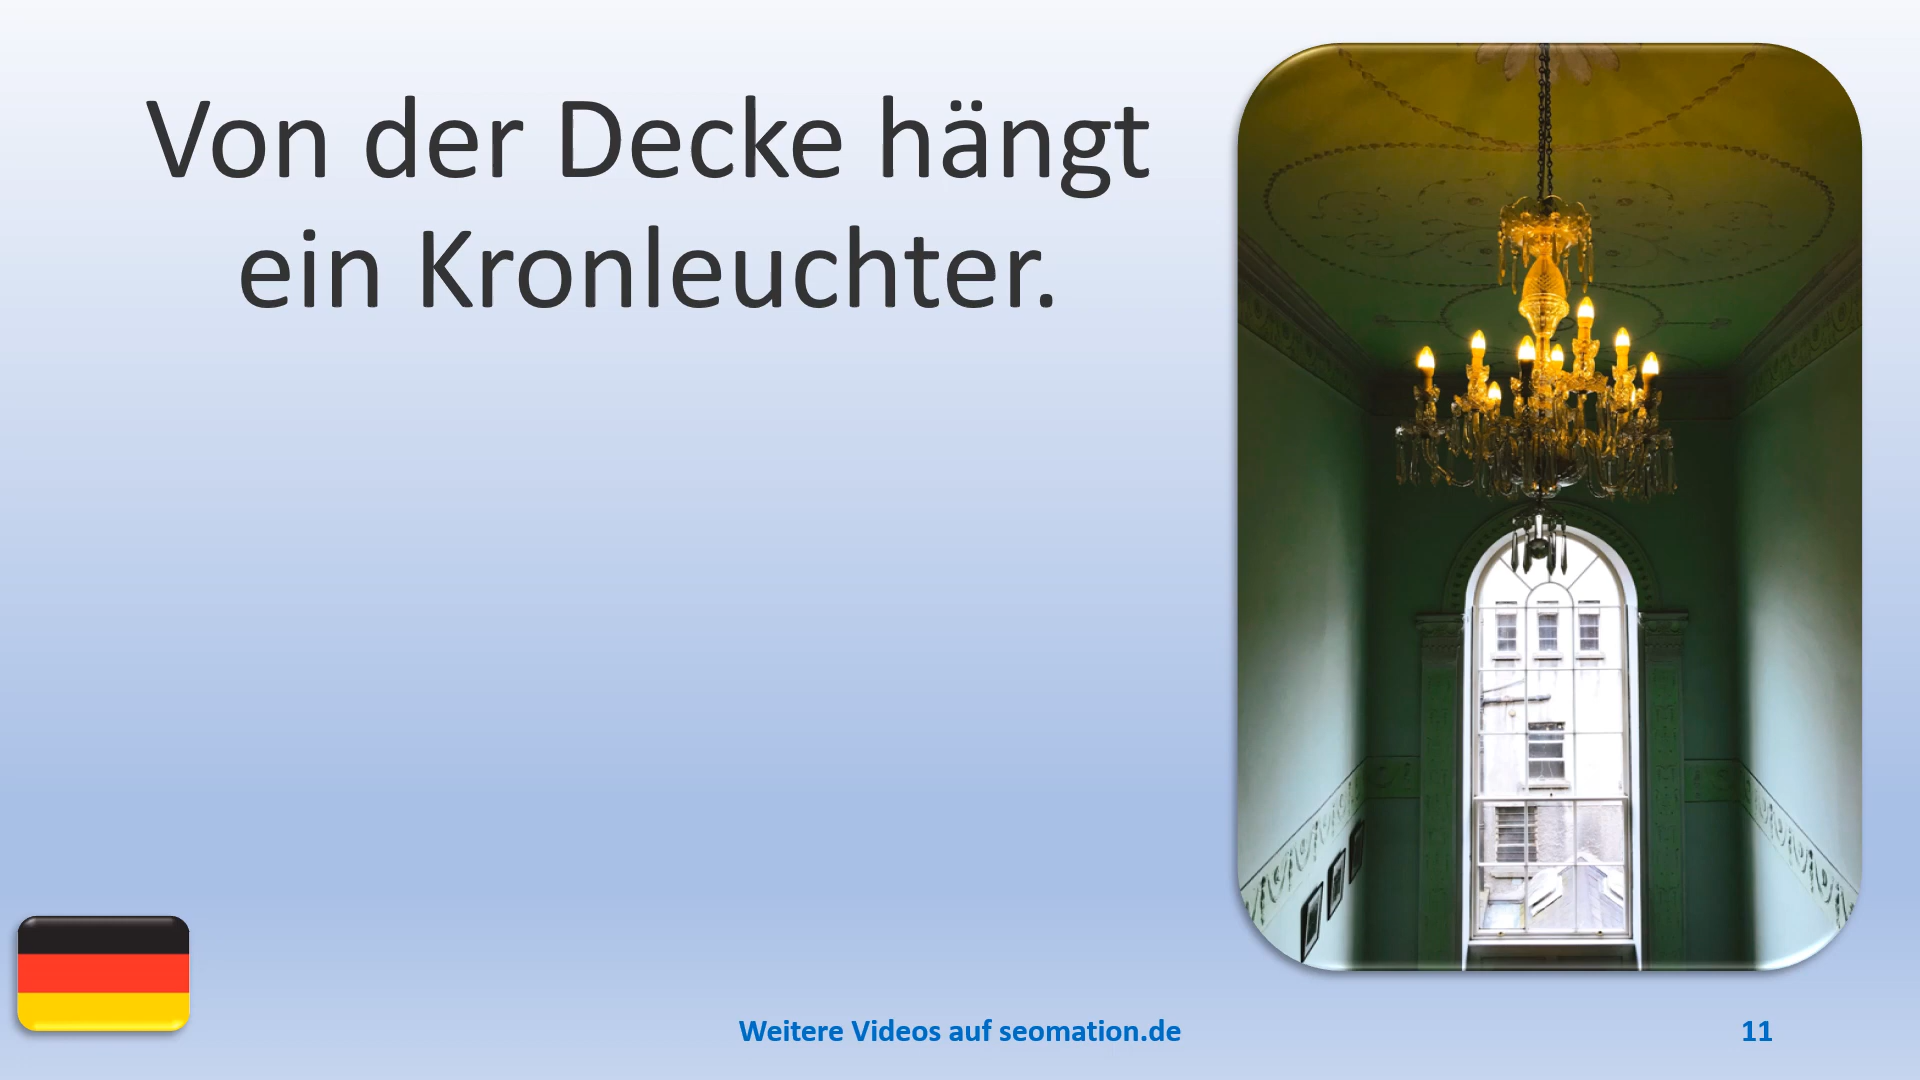 Von der Decke hängt
ein Kronleuchter.
Weitere Videos auf seomation.de
11